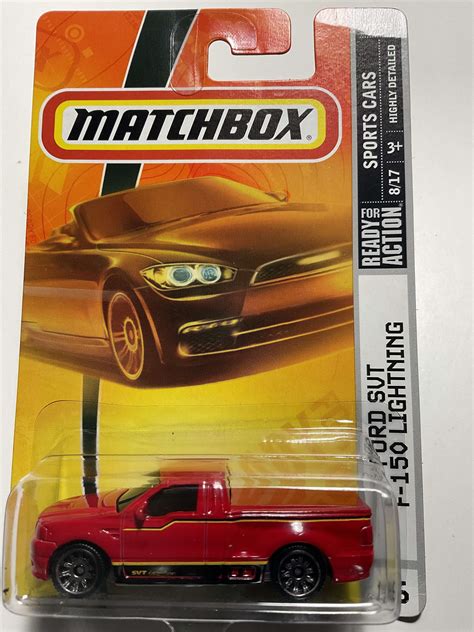 MATCHBOX®
SPORTS CARS
HIGHLY DETAILED
8/17
3+
READY FOR
ACTION
FORD SVT
F-150 LIGHTNING
SVT